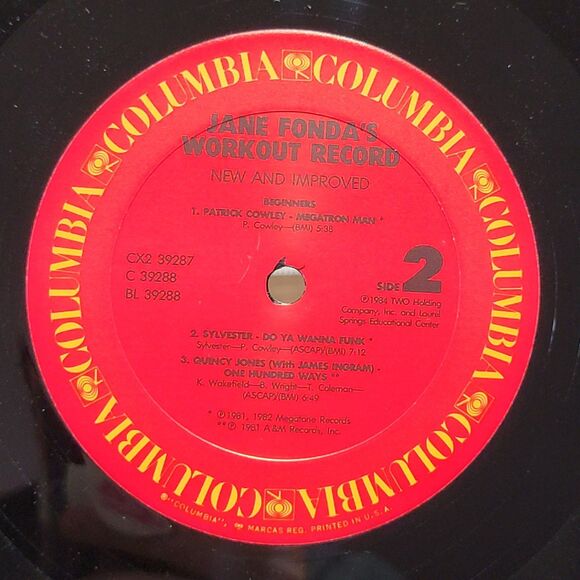 COLUMBIA COLUMBIA COLUMBIA COLUMBIA COLUMBIA COLUMBIA
JANE FONDA'S
WORKOUT RECORD
NEW AND IMPROVED
BEGINNERS
1. PATRICK COWLEY - MEGATRON MAN *
P. Cowley—(BMI) 5:38
CX2 39287
C 39288
BL 39288
SIDE 2
℗ 1984 TWO Holding
Company, Inc. and Laurel
Springs Educational Center
2. SYLVESTER - DO YA WANNA FUNK *
Sylvester—P. Cowley—(ASCAP)/(BMI) 7:12
3. QUINCY JONES (With JAMES INGRAM) -
ONE HUNDRED WAYS **
K. Wakefield—B. Wright—T. Coleman—
(ASCAP/BMI) 6:49
* ℗ 1981, 1982 Megatone Records
** ℗ 1981 A&M Records, Inc.
®"COLUMBIA", MARCAS REG. PRINTED IN U.S.A.